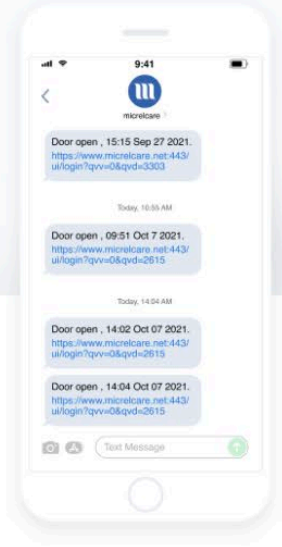 9:41
m
micrelcare
Door open , 15:15 Sep 27 2021.
https://www.micrelcare.net:443/
ui/login?qvv=0&qvd=3303
Today, 10:55 AM
Door open , 09:51 Oct 7 2021.
https://www.micrelcare.net:443/
ui/login?qvv=0&qvd=2615
Today, 14:04 AM
Door open , 14:02 Oct 07 2021.
https://www.micrelcare.net:443/
ui/login?qvv=0&qvd=2615
Door open , 14:04 Oct 07 2021.
https://www.micrelcare.net:443/
ui/login?qvv=0&qvd=2615
Text Message